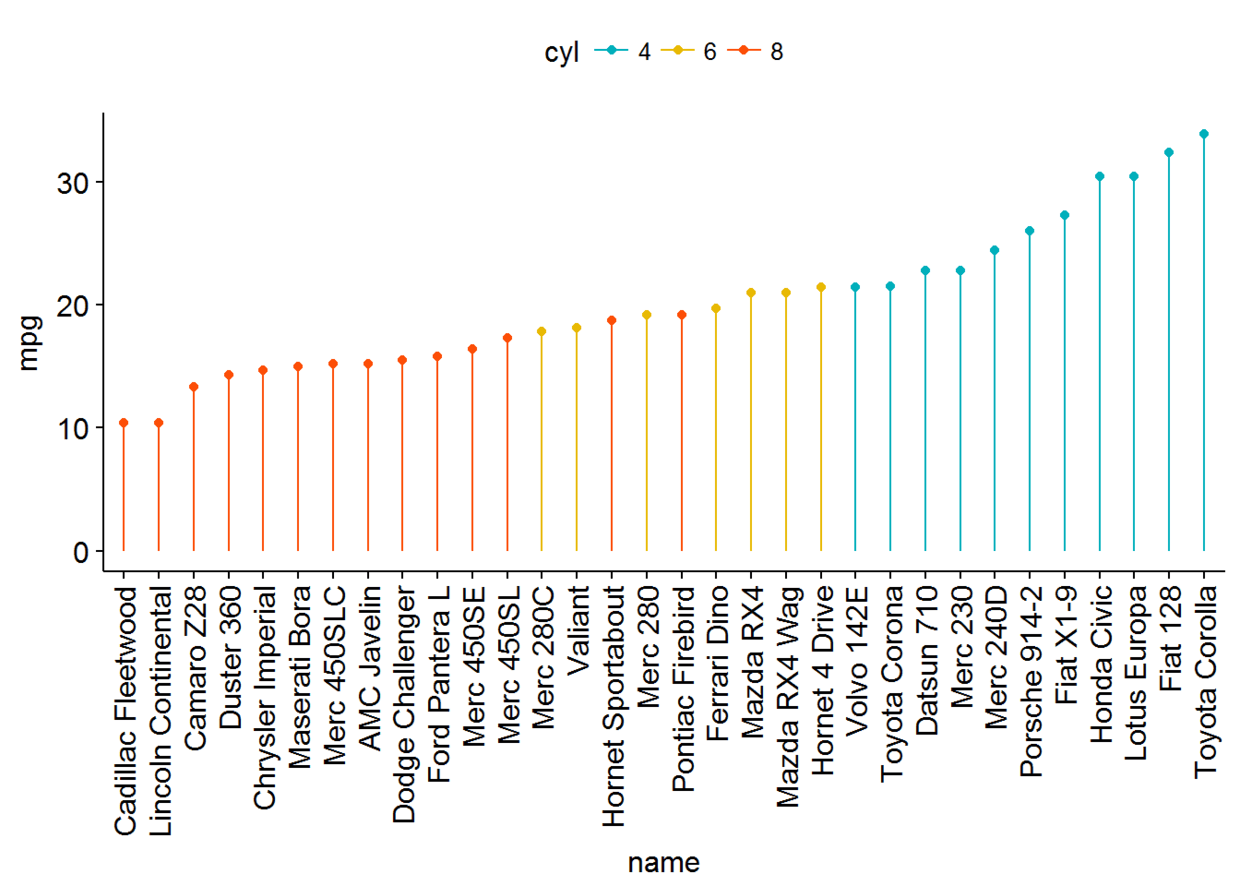 cyl 4 6 8
mpg
30
20
10
0
Cadillac Fleetwood
Lincoln Continental
Camaro Z28
Duster 360
Chrysler Imperial
Maserati Bora
Merc 450SLC
AMC Javelin
Dodge Challenger
Ford Pantera L
Merc 450SE
Merc 450SL
Merc 280C
Valiant
Hornet Sportabout
Merc 280
Pontiac Firebird
Ferrari Dino
Mazda RX4
Mazda RX4 Wag
Hornet 4 Drive
Volvo 142E
Toyota Corona
Datsun 710
Merc 230
Merc 240D
Porsche 914-2
Fiat X1-9
Honda Civic
Lotus Europa
Fiat 128
Toyota Corolla
name